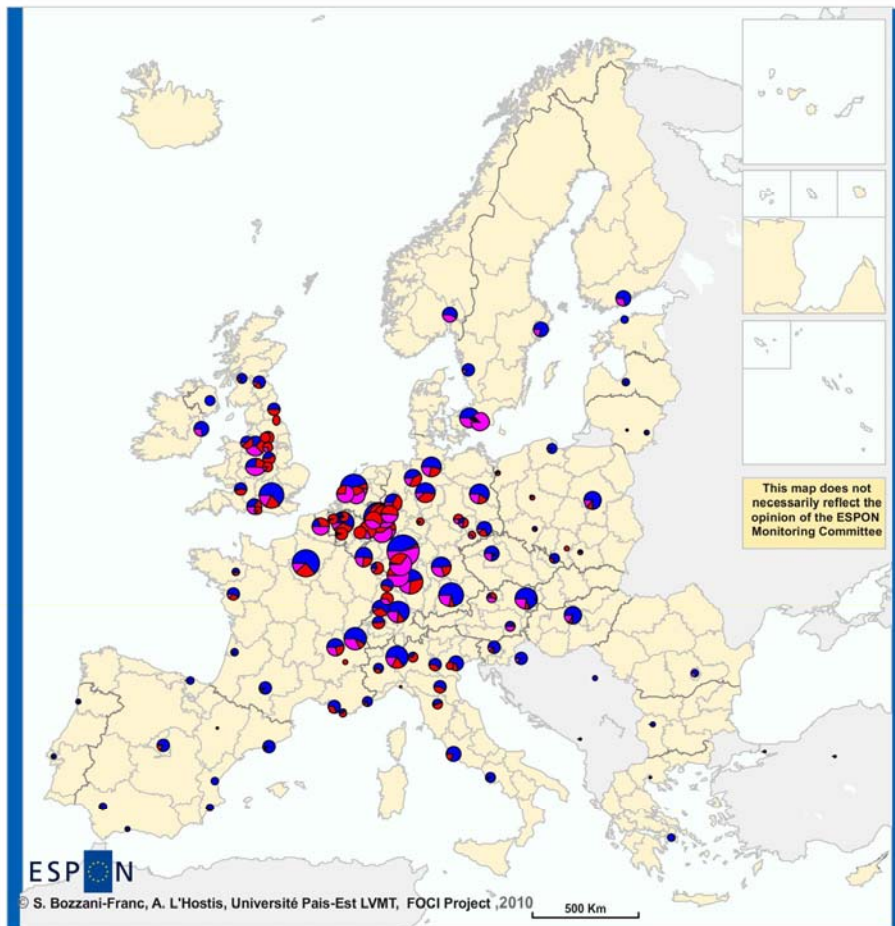 This map does not
necessarily reflect the
opinion of the ESPON
Monitoring Committee
ESPON
© S. Bozzani-Franc, A. L'Hostis, Université Pais-Est LVMT, FOCI Project ,2010
500 Km